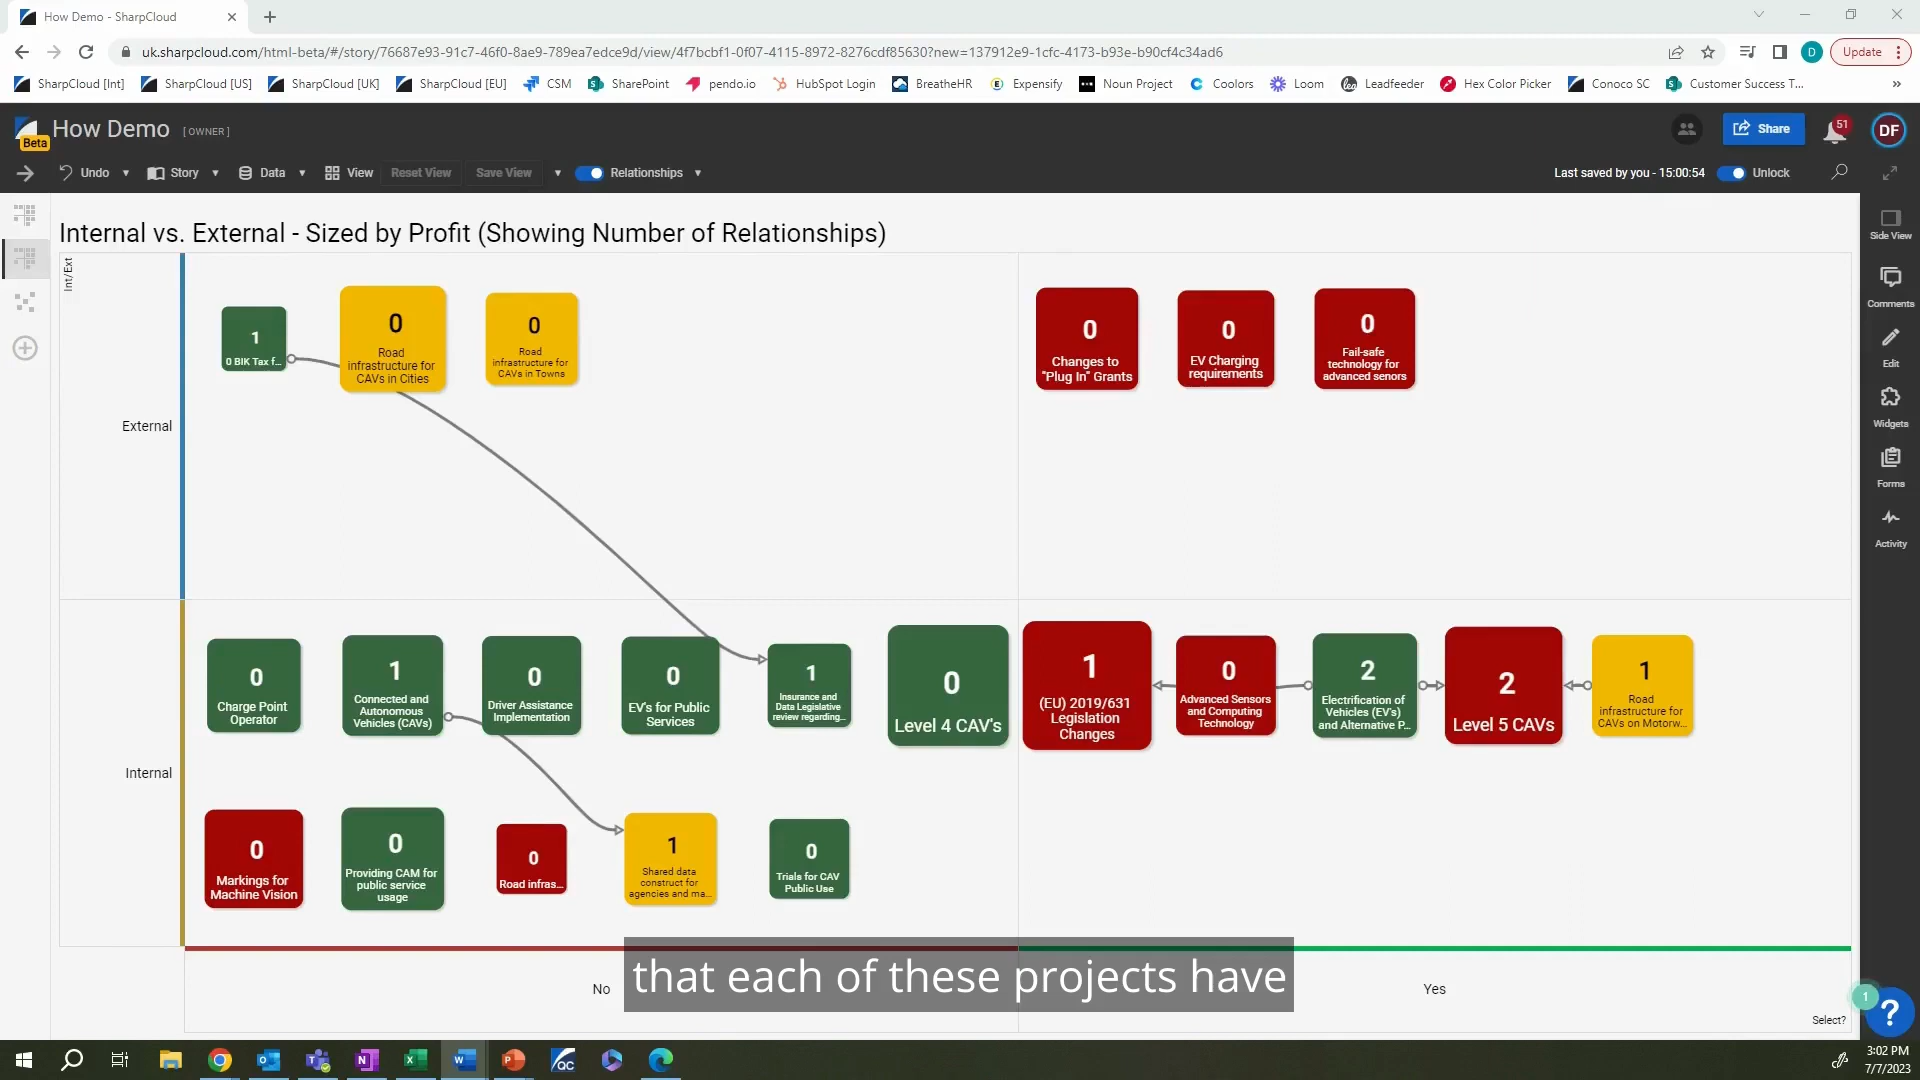 How Demo - SharpCloud
uk.sharpcloud.com/html-beta/#/story/76687e93-91c7-46f0-8ae9-789ea7edce9d/view/4f7bcbf1-0f07-4115-8972-8276cdf85630?new=137912e9-1cfc-4173-b93e-b90cf4c34ad6
D
Update
SharpCloud [Int]
SharpCloud [US]
SharpCloud [UK]
SharpCloud [EU]
CSM
SharePoint
pendo.io
HubSpot Login
BreatheHR
Expensify
Noun Project
Coolors
Loom
Leadfeeder
Hex Color Picker
Conoco SC
Customer Success T...
Beta
How Demo
[ OWNER ]
Share
51
DF
Undo
Story
Data
View
Reset View
Save View
Relationships
Last saved by you - 15:00:54
Unlock
Side View
Comments
Edit
Widgets
Forms
Activity
Internal vs. External - Sized by Profit (Showing Number of Relationships)
Int/Ext
External
1
0 BIK Tax f...
0
Road
infrastructure for
CAVs in Cities
0
Road
infrastructure for
CAVs in Towns
0
Changes to
"Plug In" Grants
0
EV Charging
requirements
0
Fail-safe
technology for
advanced senors
Internal
0
Charge Point
Operator
1
Connected and
Autonomous
Vehicles (CAVs)
0
Driver Assistance
Implementation
0
EV's for Public
Services
1
Insurance and
Data Legislative
review regarding...
0
Level 4 CAV's
1
(EU) 2019/631
Legislation
Changes
0
Advanced Sensors
and Computing
Technology
2
Electrification of
Vehicles (EV's)
and Alternative P...
2
Level 5 CAVs
1
Road
infrastructure for
CAVs on Motorw...
0
Markings for
Machine Vision
0
Providing CAM for
public service
usage
0
Road infras...
1
Shared data
construct for
agencies and ma...
0
Trials for CAV
Public Use
No
that each of these projects have
Yes
Select?
1
?
QC
3:02 PM
7/7/2023